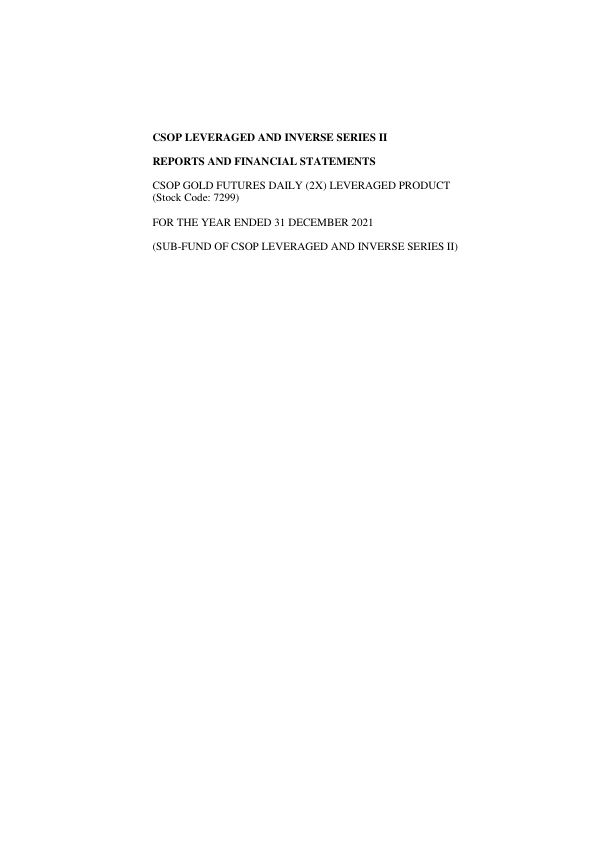 CSOP LEVERAGED AND INVERSE SERIES II
REPORTS AND FINANCIAL STATEMENTS
CSOP GOLD FUTURES DAILY (2X) LEVERAGED PRODUCT
(Stock Code: 7299)
FOR THE YEAR ENDED 31 DECEMBER 2021
(SUB-FUND OF CSOP LEVERAGED AND INVERSE SERIES II)